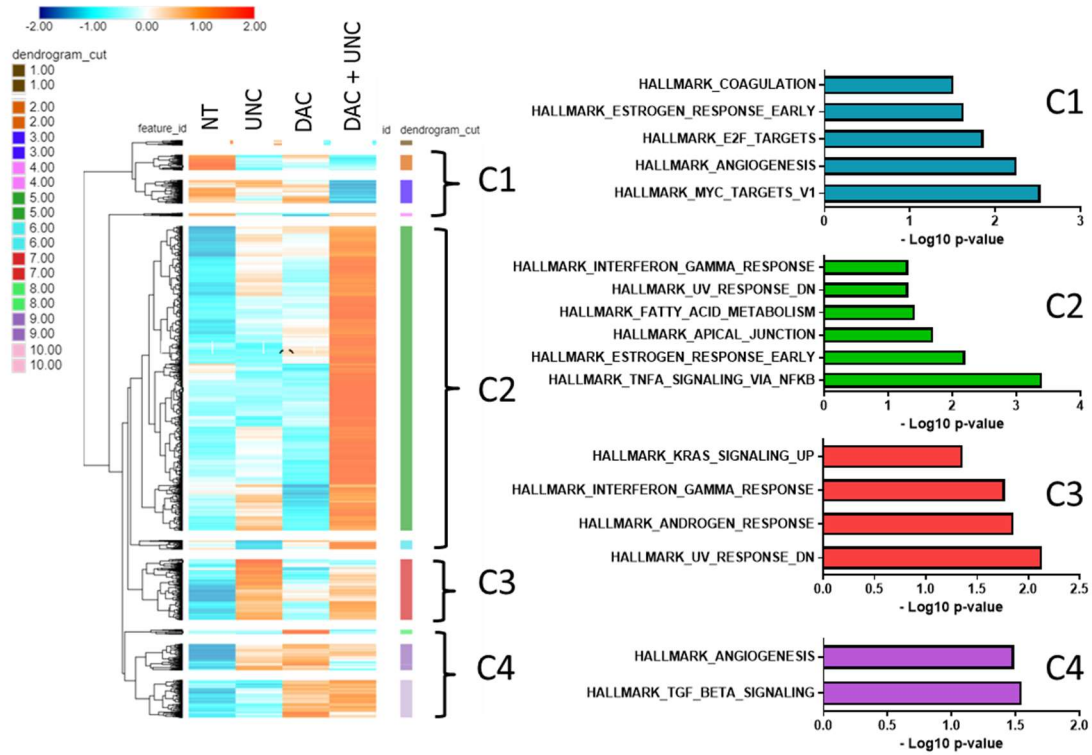 -2.00 -1.00 0.00 1.00 2.00
dendrogram_cut
1.00
1.00
2.00
2.00
3.00
3.00
4.00
4.00
5.00
5.00
6.00
6.00
7.00
7.00
8.00
8.00
9.00
9.00
10.00
10.00
feature_id
NT
UNC
DAC
DAC + UNC
id
dendrogram_cut
C1
C2
C3
C4
HALLMARK_COAGULATION
HALLMARK_ESTROGEN_RESPONSE_EARLY
HALLMARK_E2F_TARGETS
HALLMARK_ANGIOGENESIS
HALLMARK_MYC_TARGETS_V1
0 1 2 3
- Log10 p-value
C1
HALLMARK_INTERFERON_GAMMA_RESPONSE
HALLMARK_UV_RESPONSE_DN
HALLMARK_FATTY_ACID_METABOLISM
HALLMARK_APICAL_JUNCTION
HALLMARK_ESTROGEN_RESPONSE_EARLY
HALLMARK_TNFA_SIGNALING_VIA_NFKB
0 1 2 3 4
- Log10 p-value
C2
HALLMARK_KRAS_SIGNALING_UP
HALLMARK_INTERFERON_GAMMA_RESPONSE
HALLMARK_ANDROGEN_RESPONSE
HALLMARK_UV_RESPONSE_DN
0.0 0.5 1.0 1.5 2.0 2.5
- Log10 p-value
C3
HALLMARK_ANGIOGENESIS
HALLMARK_TGF_BETA_SIGNALING
0.0 0.5 1.0 1.5 2.0
- Log10 p-value
C4